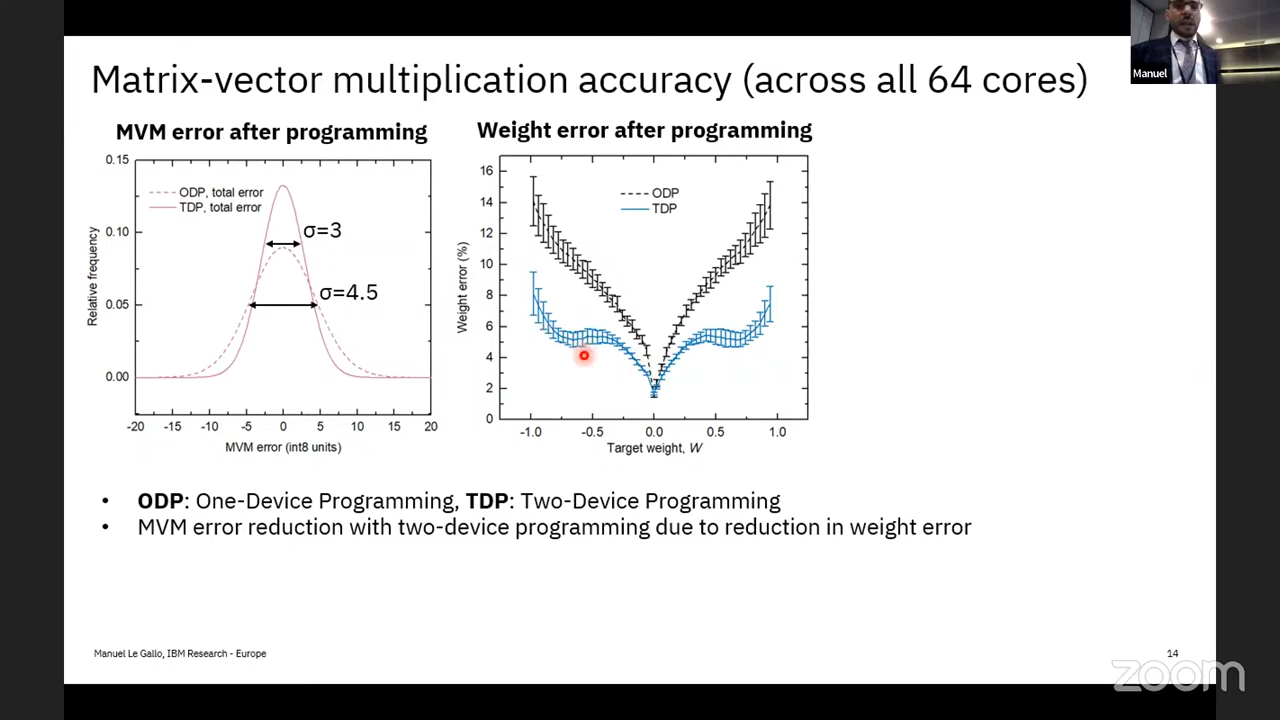 Manuel
Matrix-vector multiplication accuracy (across all 64 cores)
MVM error after programming
0.15
0.10
0.05
0.00
Relative frequency
ODP, total error
TDP, total error
σ=3
σ=4.5
-20 -15 -10 -5 0 5 10 15 20
MVM error (int8 units)
Weight error after programming
16
14
12
10
8
6
4
2
0
Weight error (%)
ODP
TDP
-1.0 -0.5 0.0 0.5 1.0
Target weight, W
• ODP: One-Device Programming, TDP: Two-Device Programming
• MVM error reduction with two-device programming due to reduction in weight error
Manuel Le Gallo, IBM Research - Europe
14
zoom